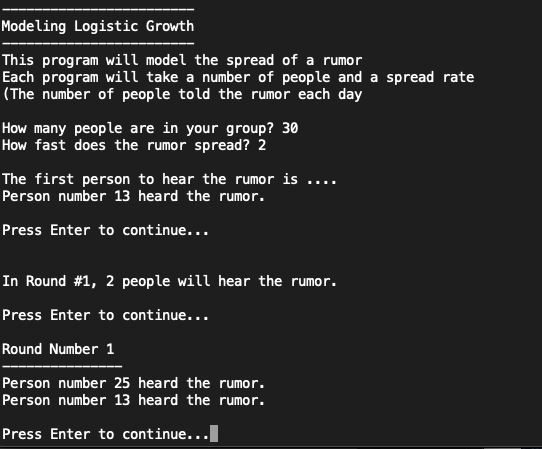 ------------------------
Modeling Logistic Growth
------------------------
This program will model the spread of a rumor
Each program will take a number of people and a spread rate
(The number of people told the rumor each day
How many people are in your group? 30
How fast does the rumor spread? 2
The first person to hear the rumor is ....
Person number 13 heard the rumor.
Press Enter to continue...
In Round #1, 2 people will hear the rumor.
Press Enter to continue...
Round Number 1
---------------
Person number 25 heard the rumor.
Person number 13 heard the rumor.
Press Enter to continue...